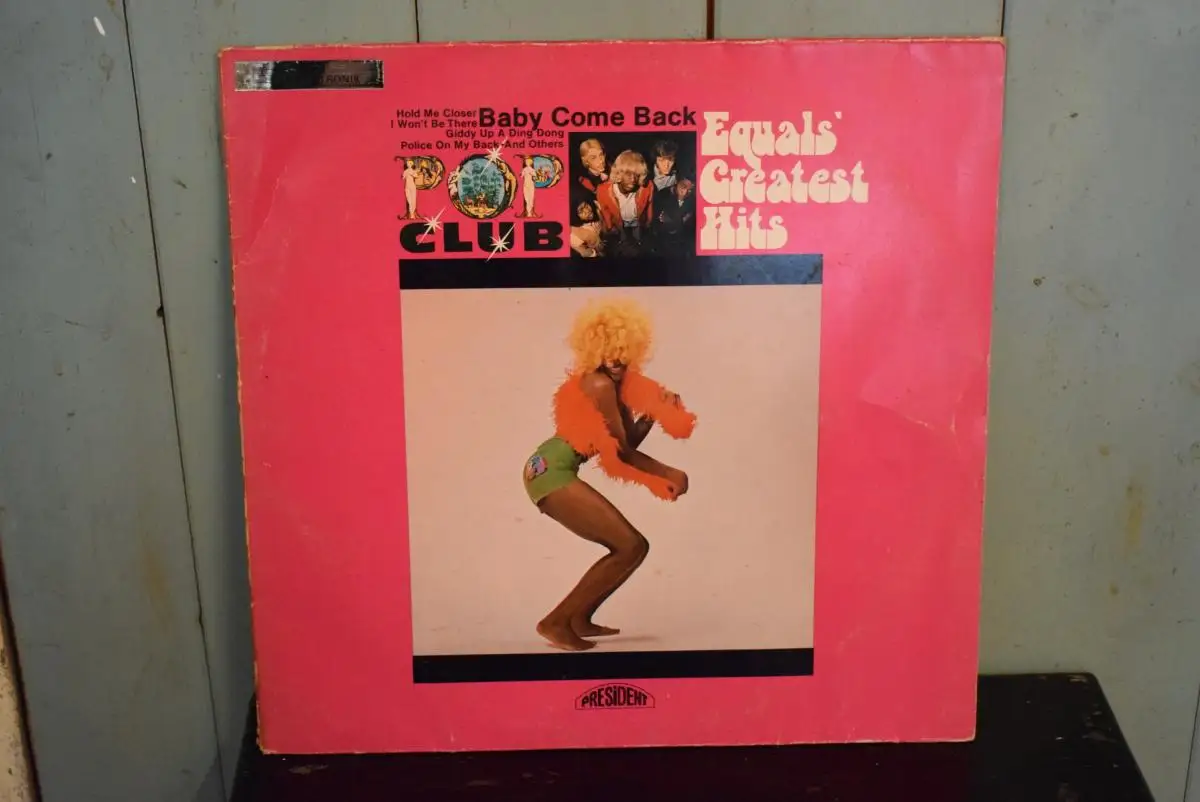 Hold Me Closer
I Won't Be There
Baby Come Back
Giddy Up A Ding Dong
Police On My Back-And Others
POP
CLUB
Equals'
Greatest
Hits
PRESIDENT